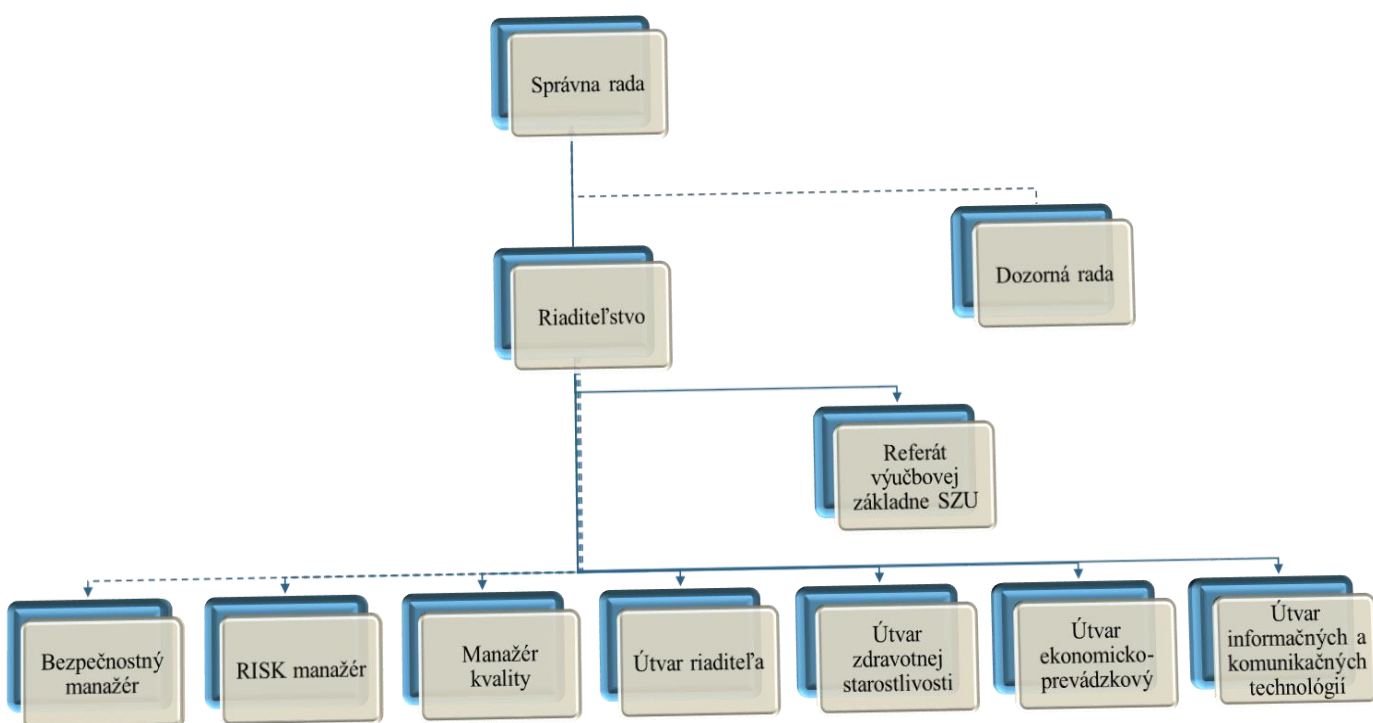 Správna rada
Dozorná rada
Riaditeľstvo
Referát
výučbovej
základne SZU
Bezpečnostný
manažér
RISK manažér
Manažér
kvality
Útvar riaditeľa
Útvar
zdravotnej
starostlivosti
Útvar
ekonomicko-
prevádzkový
Útvar
informačných a
komunikačných
technológií